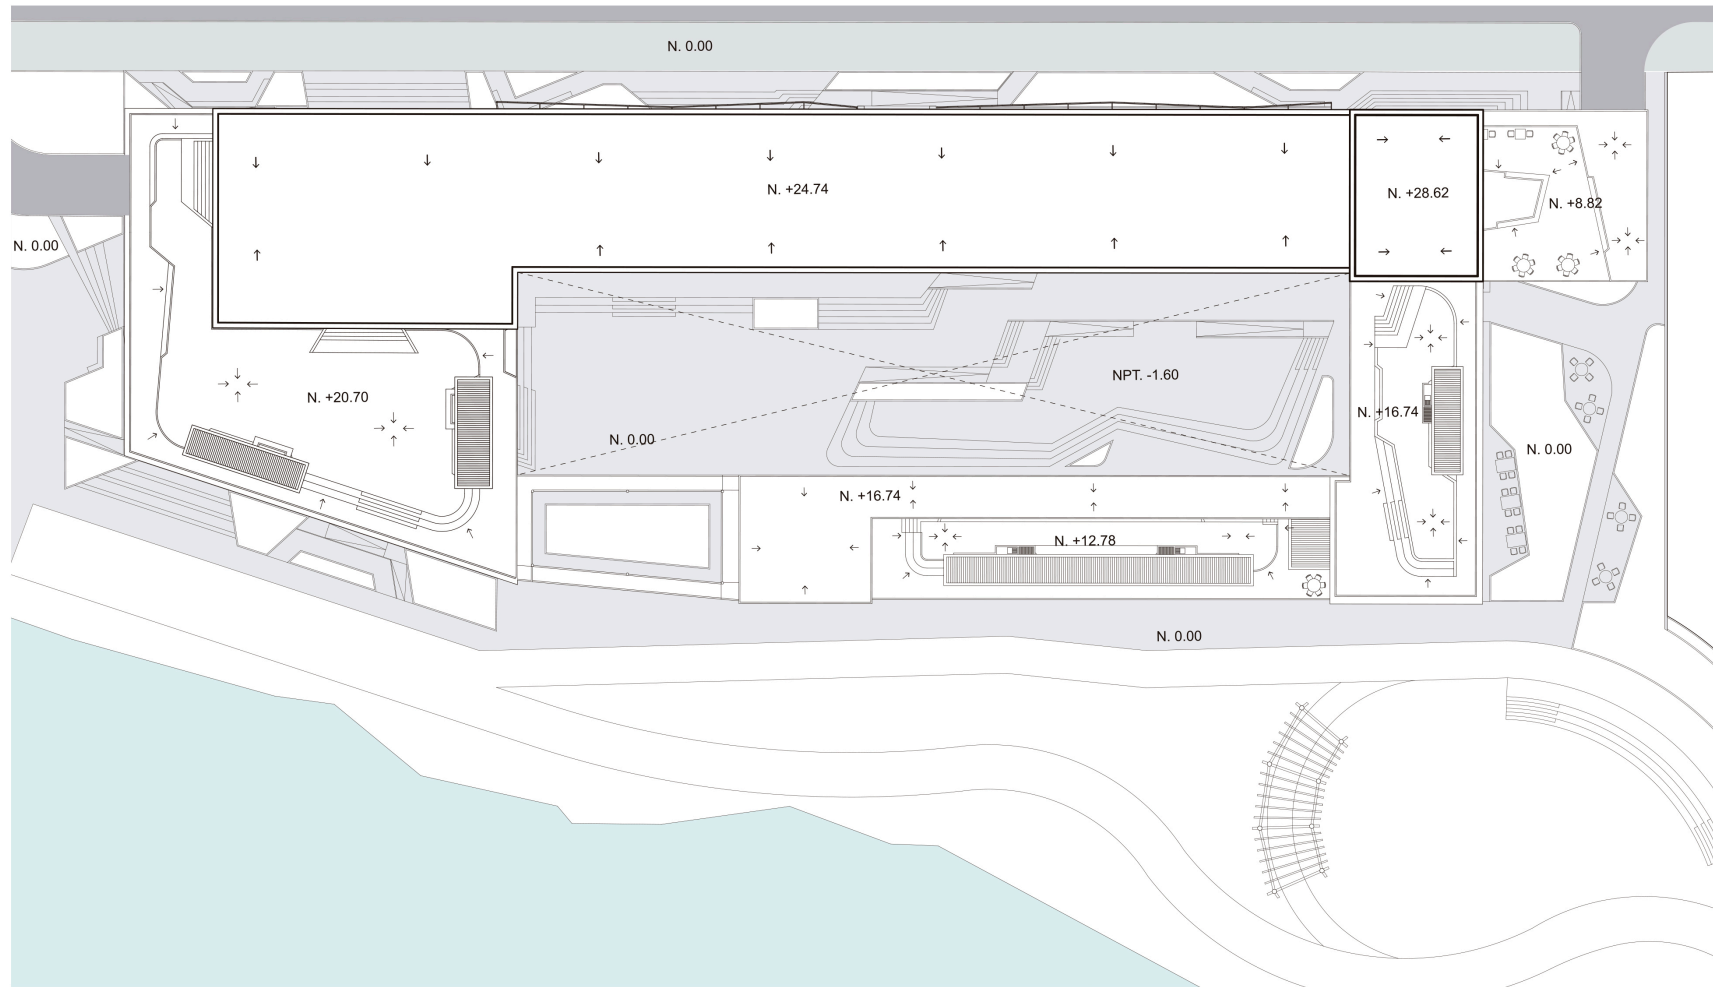 N. 0.00
N. +24.74
N. +28.62
N. +8.82
N. 0.00
NPT. -1.60
N. +20.70
N. +16.74
N. 0.00
N. 0.00
N. +16.74
N. +12.78
N. 0.00